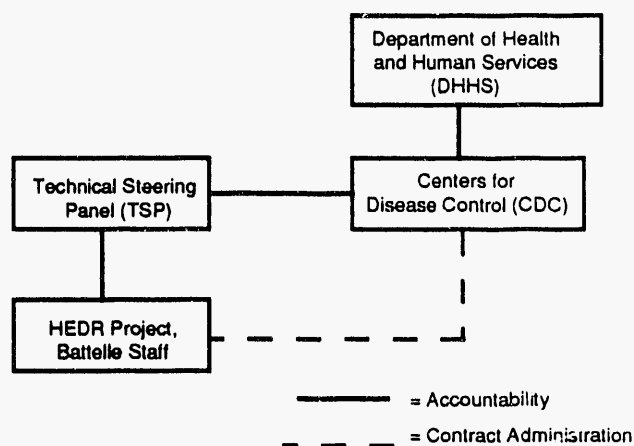 Department of Health
and Human Services
(DHHS)
Technical Steering
Panel (TSP)
Centers for
Disease Control (CDC)
HEDR Project,
Battelle Staff
= Accountability
= Contract Administration